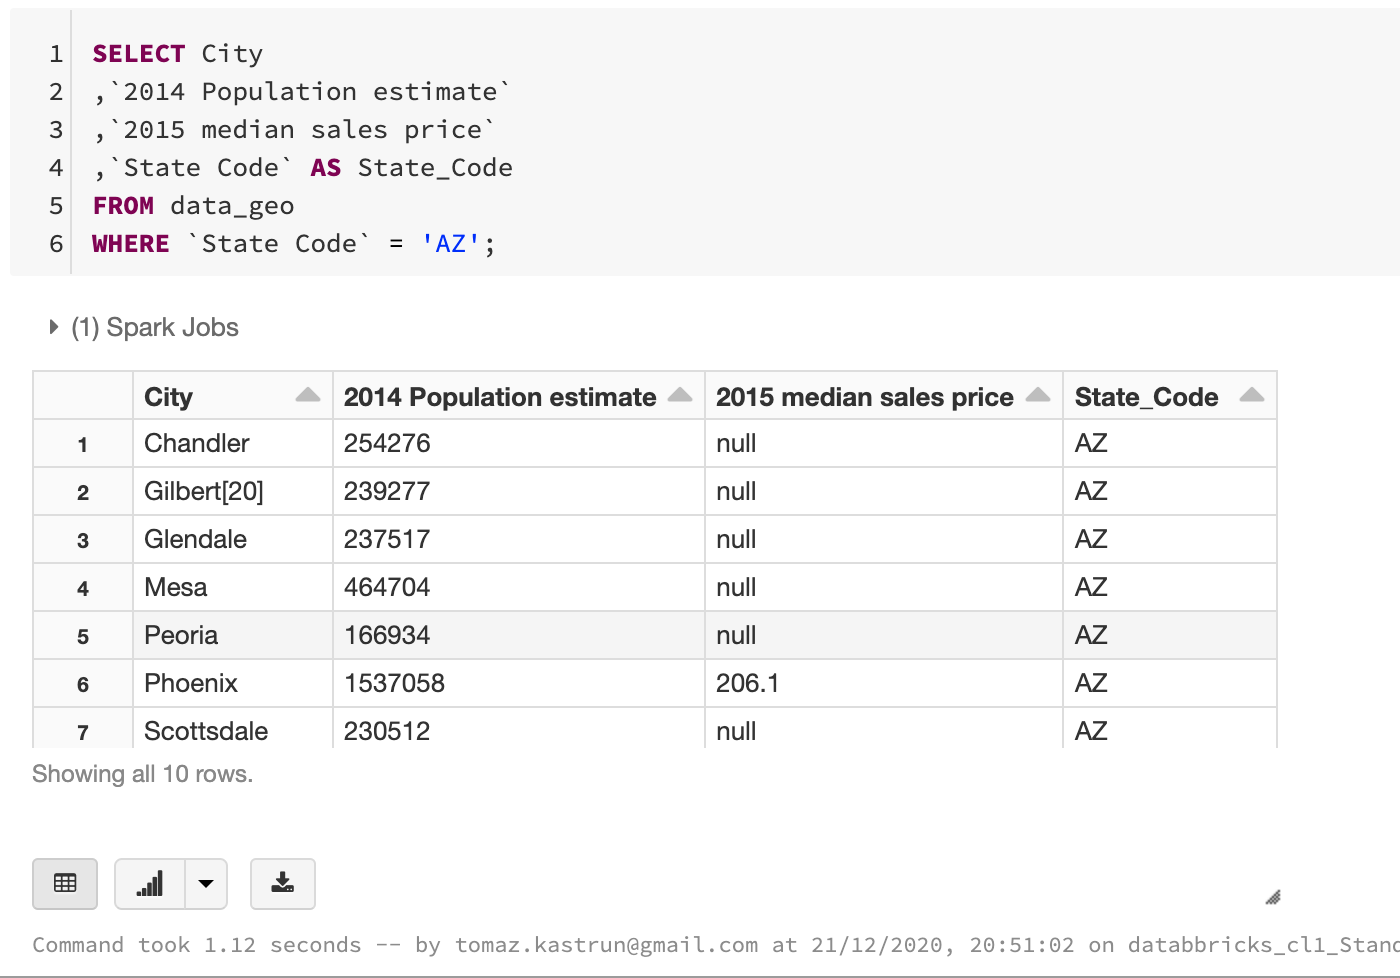 1 SELECT City
2 ,`2014 Population estimate`
3 ,`2015 median sales price`
4 ,`State Code` AS State_Code
5 FROM data_geo
6 WHERE `State Code` = 'AZ';
(1) Spark Jobs
City 2014 Population estimate 2015 median sales price State_Code
1 Chandler 254276 null AZ
2 Gilbert[20] 239277 null AZ
3 Glendale 237517 null AZ
4 Mesa 464704 null AZ
5 Peoria 166934 null AZ
6 Phoenix 1537058 206.1 AZ
7 Scottsdale 230512 null AZ
Showing all 10 rows.
Command took 1.12 seconds -- by tomaz.kastrun@gmail.com at 21/12/2020, 20:51:02 on databbricks_cl1_Stand